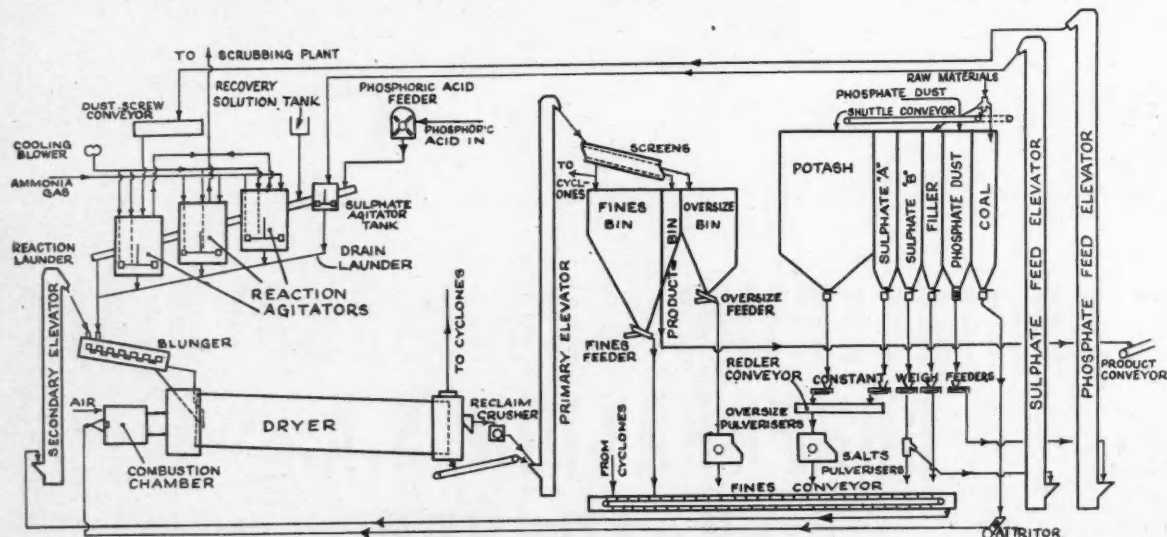 TO SCRUBBING PLANT
RECOVERY
SOLUTION TANK
PHOSPHORIC ACID
FEEDER
PHOSPH'C
ACID IN
DUST SCREW
CONVEYOR
COOLING
BLOWER
AMMONIA
GAS
SULPHATE
AGITATOR
TANK
REACTION
LAUNDER
DRAIN
LAUNDER
REACTION
AGITATORS
SECONDARY ELEVATOR
BLUNGER
AIR
COMBUSTION
CHAMBER
DRYER
TO CYCLONES
RECLAIM
CRUSHER
PRIMARY ELEVATOR
SCREENS
TO
CYCL-
ONES
FINES
BIN
PRODUCT BIN
OVERSIZE
BIN
OVERSIZE
FEEDER
FINES
FEEDER
RAW MATERIALS
PHOSPHATE DUST
SHUTTLE CONVEYOR
POTASH
SULPHATE "A"
SULPHATE "B"
FILLER
PHOSPHATE DUST
COAL
SULPHATE FEED ELEVATOR
PHOSPHATE FEED ELEVATOR
PRODUCT
CONVEYOR
REDLER
CONVEYOR
CONSTANT WEIGH FEEDERS
OVERSIZE
PULVERISERS
SALTS
PULVERISERS
FROM
CYCLONES
FINES CONVEYOR
ATTRITOR